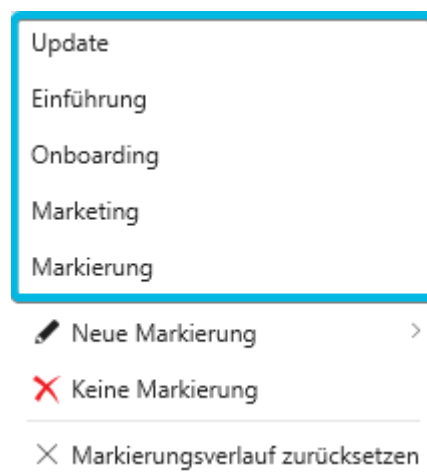 Update
Einführung
Onboarding
Marketing
Markierung
Neue Markierung
Keine Markierung
Markierungsverlauf zurücksetzen